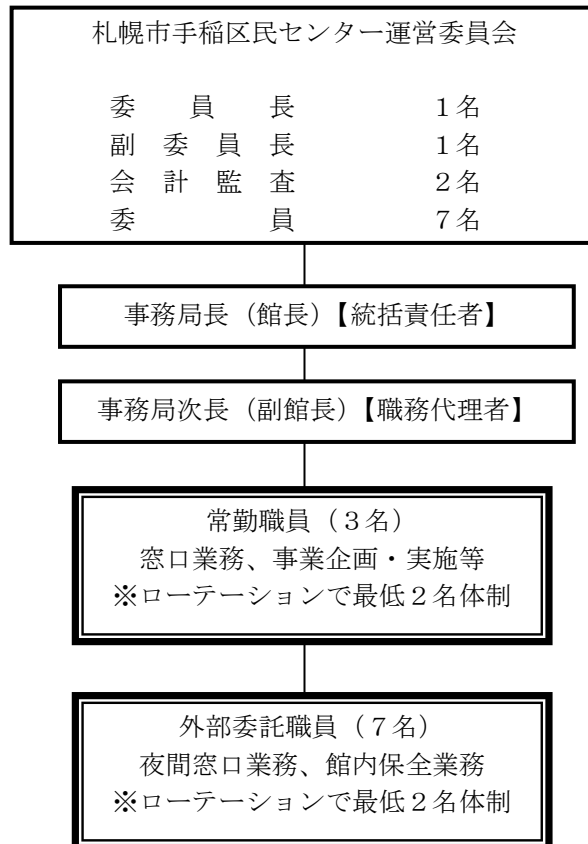 札幌市手稲区民センター運営委員会
委員長 １名
副委員長 １名
会計監査 ２名
委員 ７名
事務局長（館長）【統括責任者】
事務局次長（副館長）【職務代理者】
常勤職員（３名）
窓口業務、事業企画・実施等
※ローテーションで最低２名体制
外部委託職員（７名）
夜間窓口業務、館内保全業務
※ローテーションで最低２名体制